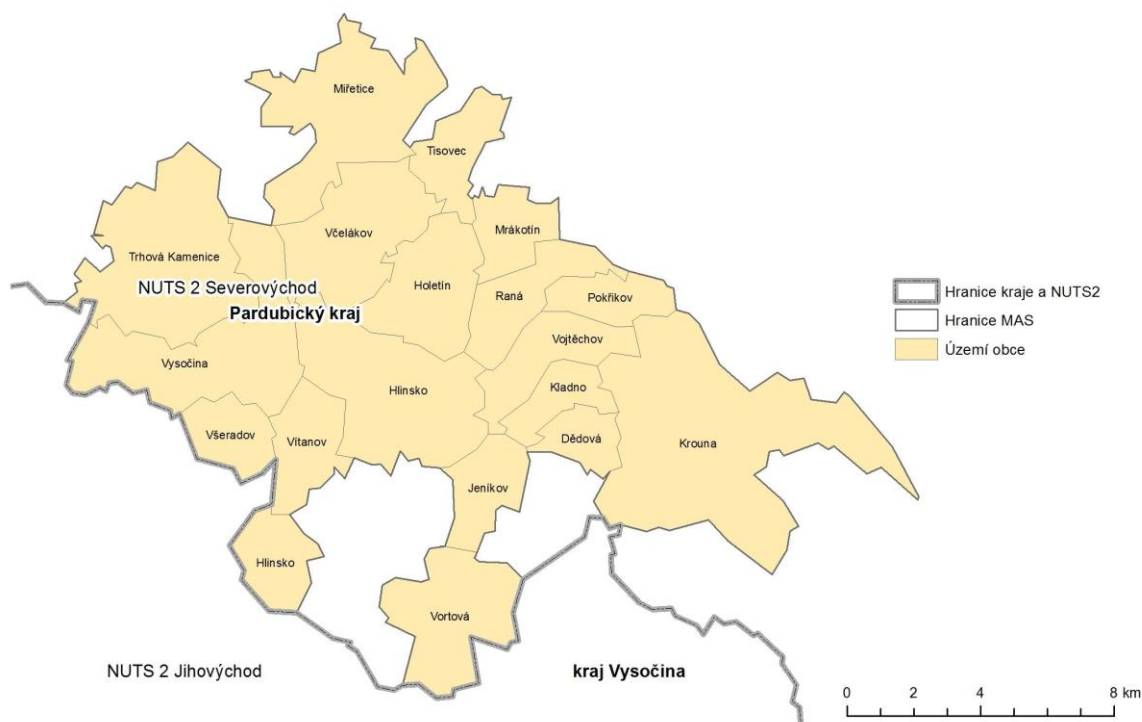 Miřetice
Tisovec
Včelákov
Mrákotín
Trhová Kamenice
Holetín
NUTS 2 Severovýchod
Raná
Pokřikov
Pardubický kraj
Vojtěchov
Vysočina
Hlinsko
Kladno
Všeradov
Vítanov
Dědová
Krouna
Jeníkov
Hlinsko
Vortová
NUTS 2 Jihovýchod
kraj Vysočina
Hranice kraje a NUTS2
Hranice MAS
Území obce
0 2 4 8 km